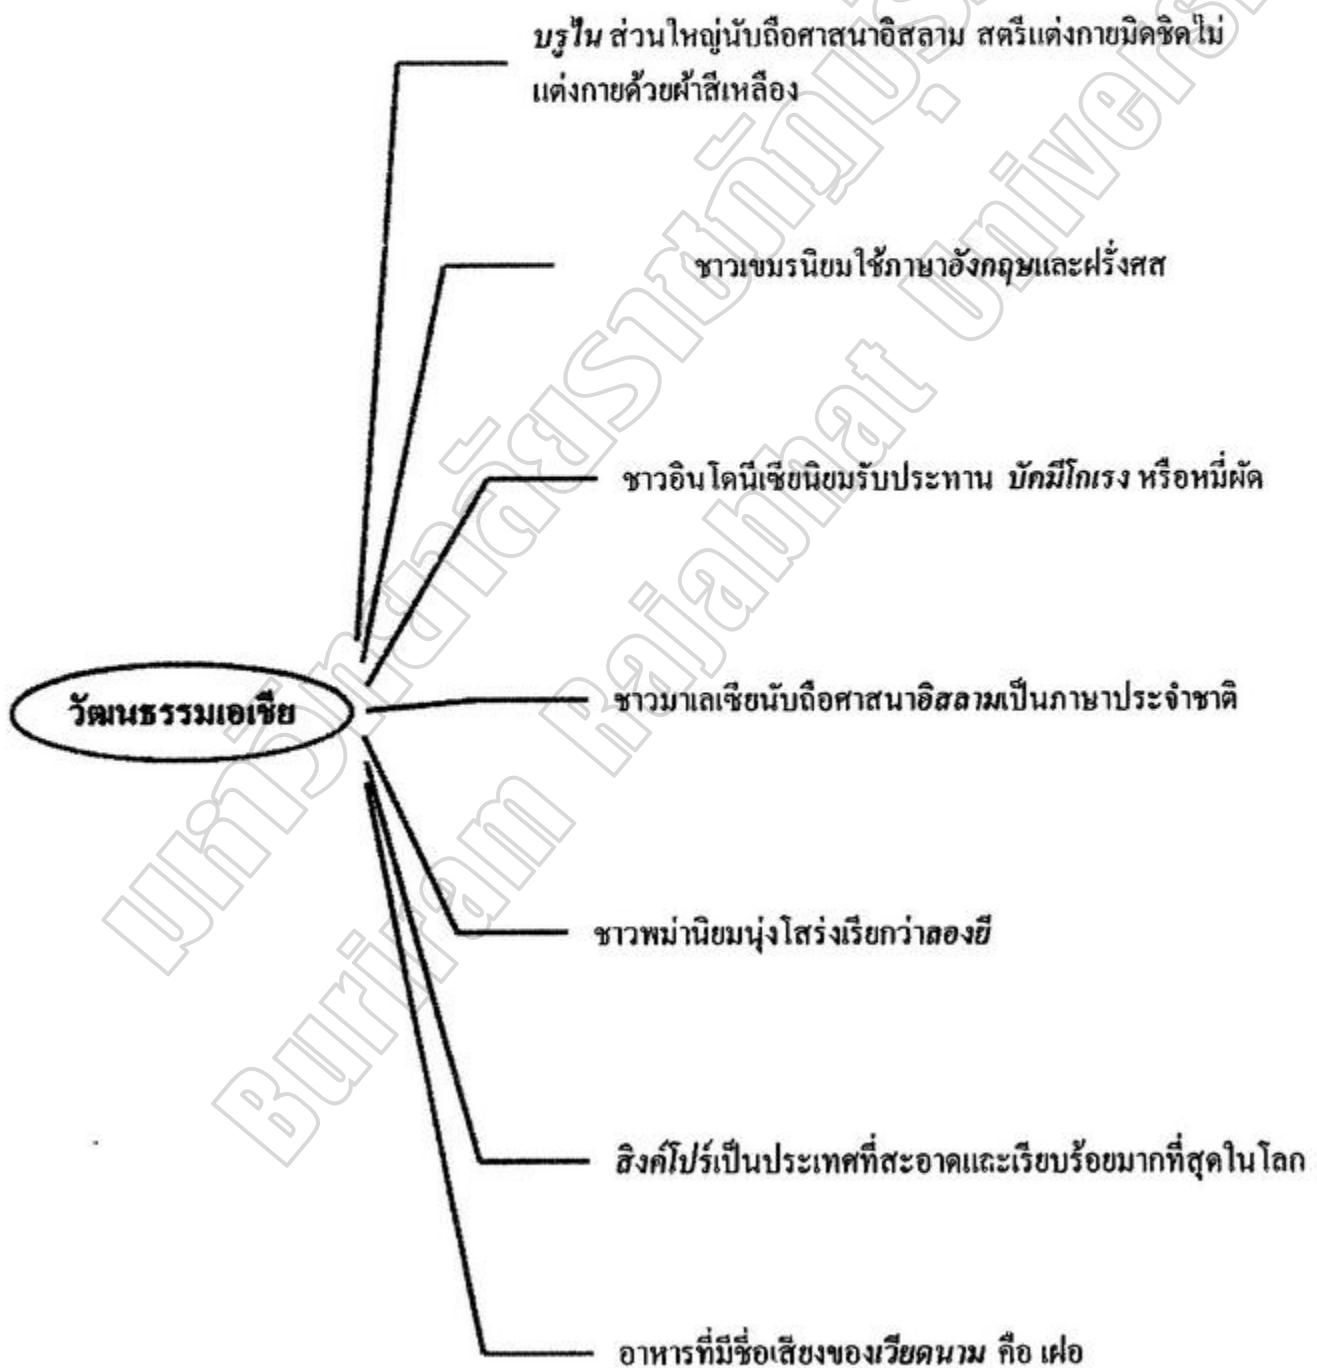 บรูไน ส่วนใหญ่นับถือศาสนาอิสลาม สตรีแต่งกายมิดชิดไม่
แต่งกายด้วยผ้าสีเหลือง
ชาวเขมรนิยมใช้ภาษาอังกฤษและฝรั่งศส
ชาวอินโดนีเซียนิยมรับประทาน บักมีโกเรง หรือหมี่ผัด
วัฒนธรรมเอเชีย
ชาวมาเลเซียนับถือศาสนาอิสลามเป็นภาษาประจำชาติ
ชาวพม่านิยมนุ่งโสร่งเรียกว่าลองยี
สิงค์โปร์เป็นประเทศที่สะอาดและเรียบร้อยมากที่สุดในโลก
อาหารที่มีชื่อเสียงของเวียดนาม คือ เฝอ
Buriram Rajabhat